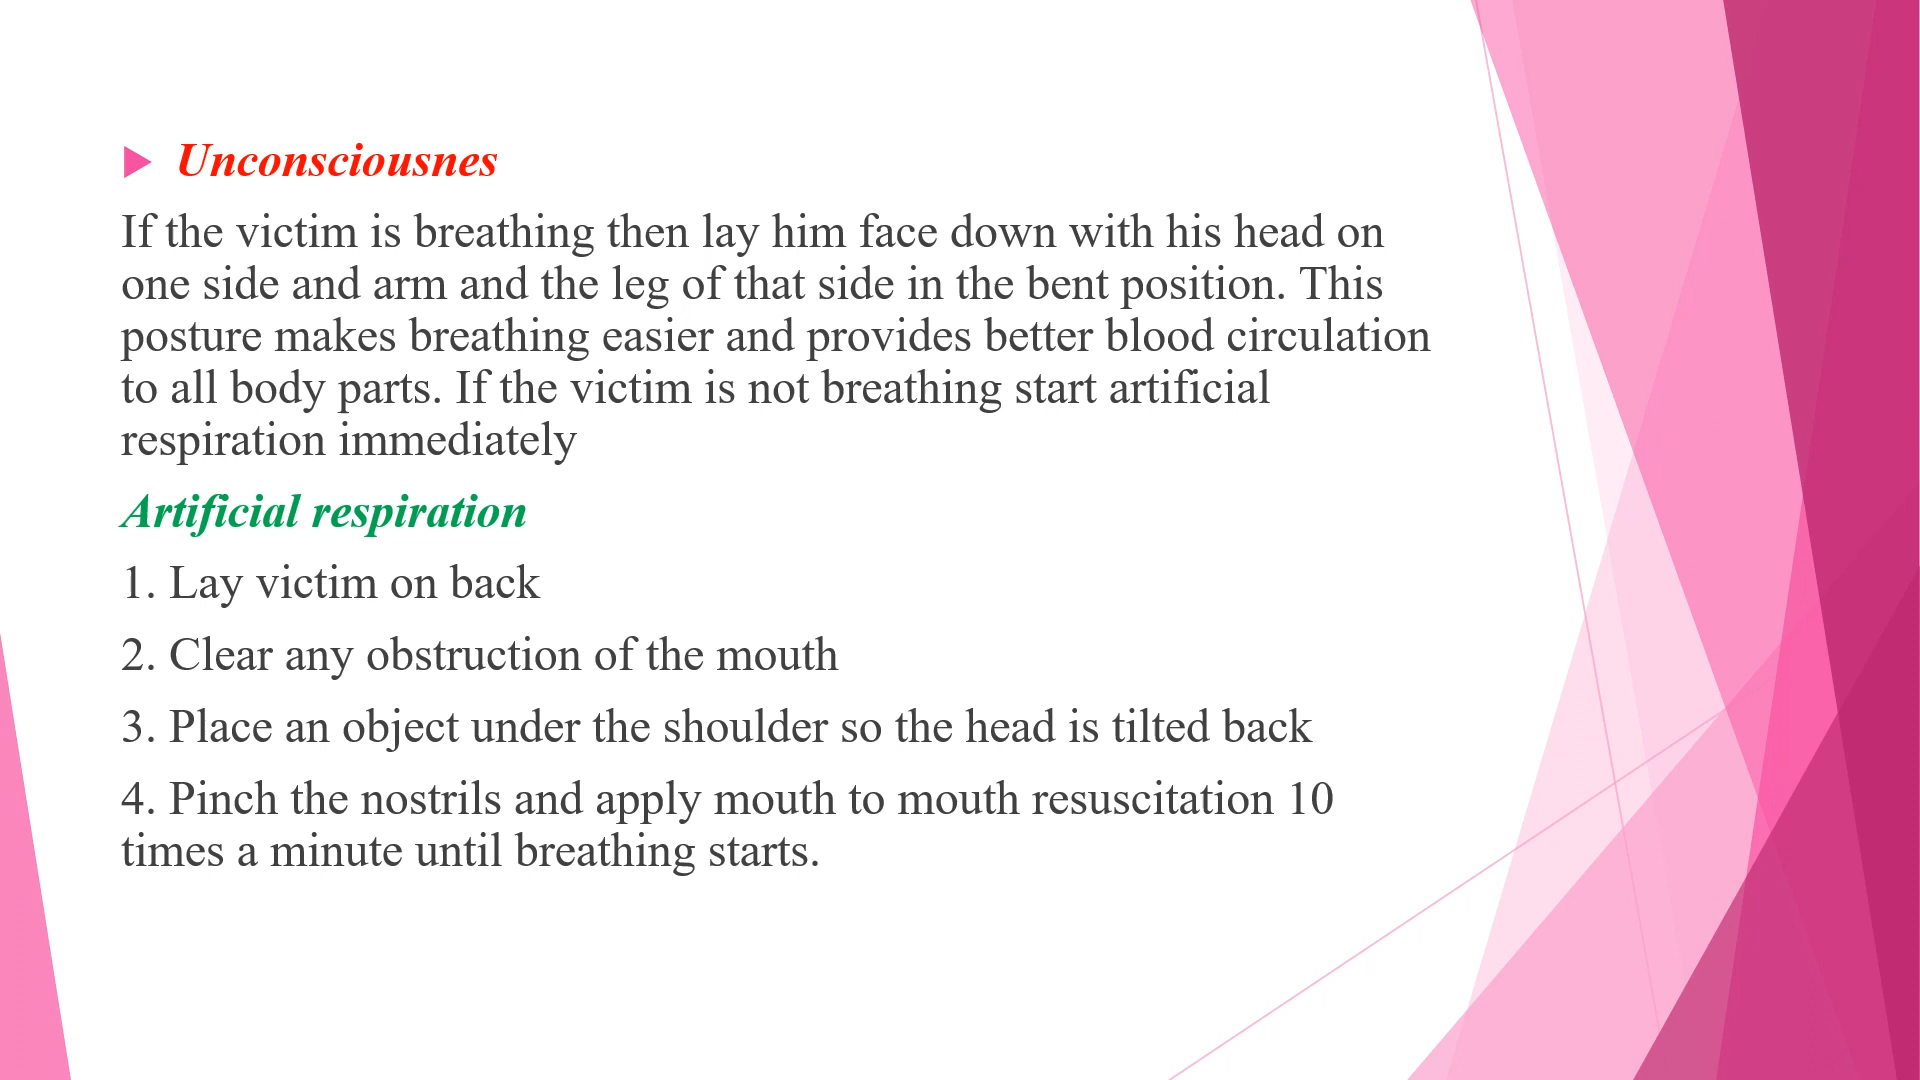 Unconsciousnes
If the victim is breathing then lay him face down with his head on
one side and arm and the leg of that side in the bent position. This
posture makes breathing easier and provides better blood circulation
to all body parts. If the victim is not breathing start artificial
respiration immediately
Artificial respiration
1. Lay victim on back
2. Clear any obstruction of the mouth
3. Place an object under the shoulder so the head is tilted back
4. Pinch the nostrils and apply mouth to mouth resuscitation 10
times a minute until breathing starts.